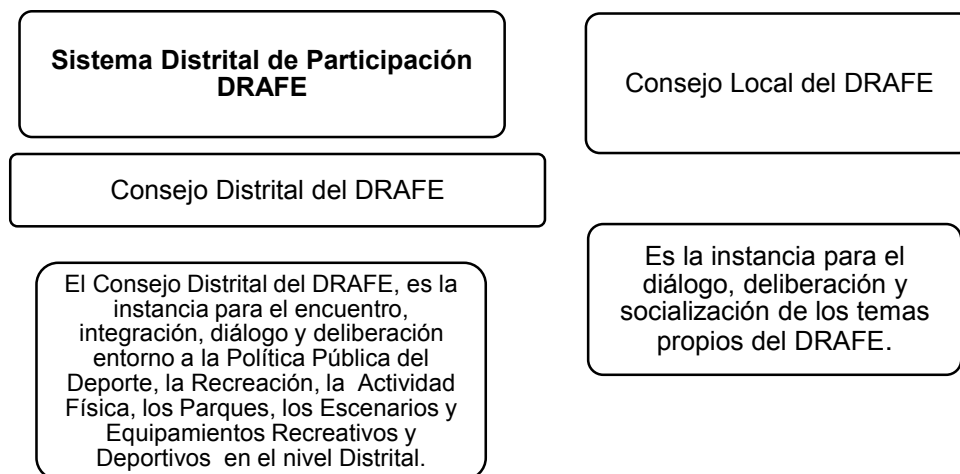 Sistema Distrital de Participación
DRAFE
Consejo Distrital del DRAFE
El Consejo Distrital del DRAFE, es la
instancia para el encuentro,
integración, diálogo y deliberación
entorno a la Política Pública del
Deporte, la Recreación, la Actividad
Física, los Parques, los Escenarios y
Equipamientos Recreativos y
Deportivos en el nivel Distrital.
Consejo Local del DRAFE
Es la instancia para el
diálogo, deliberación y
socialización de los temas
propios del DRAFE.